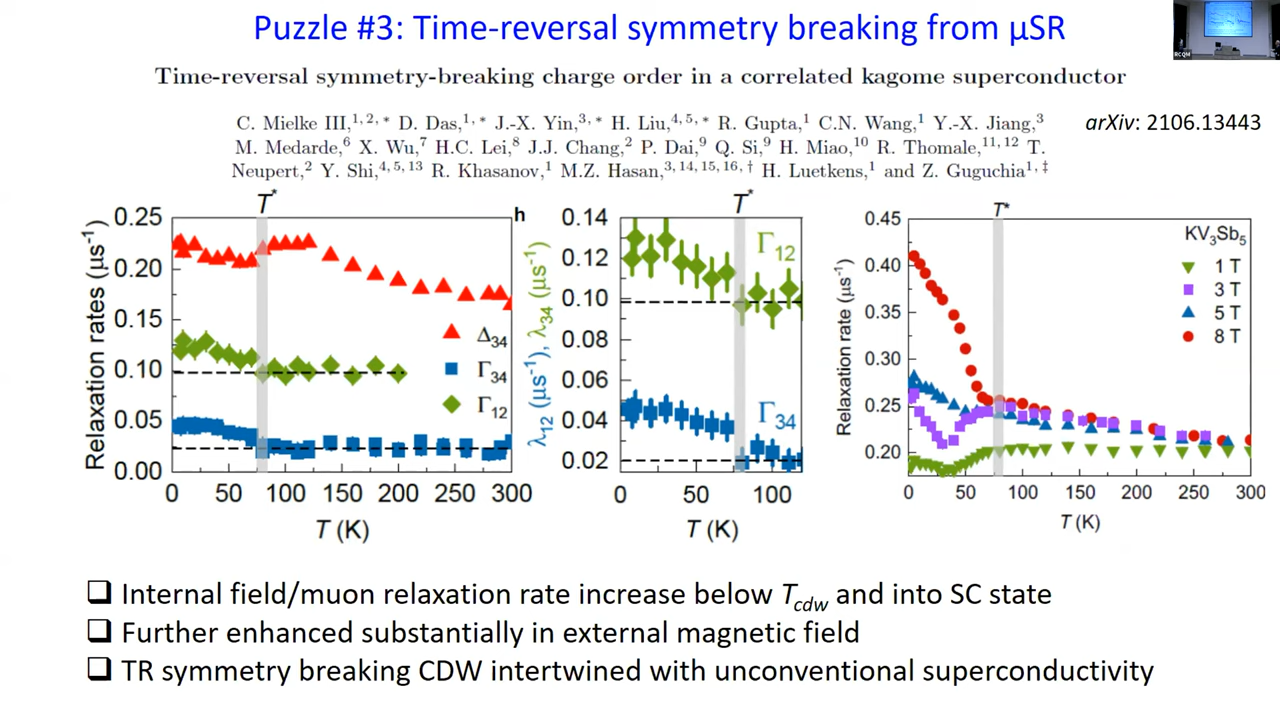 Puzzle #3: Time-reversal symmetry breaking from μSR
Time-reversal symmetry-breaking charge order in a correlated kagome superconductor
C. Mielke III,1,2,* D. Das,1,* J.-X. Yin,3,* H. Liu,4,5,* R. Gupta,1 C.N. Wang,1 Y.-X. Jiang,3
M. Medarde,6 X. Wu,7 H.C. Lei,8 J.J. Chang,2 P. Dai,9 Q. Si,9 H. Miao,10 R. Thomale,11,12 T.
Neupert,2 Y. Shi,4,5,13 R. Khasanov,1 M.Z. Hasan,3,14,15,16,† H. Luetkens,1 and Z. Guguchia1,‡
arXiv: 2106.13443
T*
Relaxation rates (μs-1)
0.25
0.20
0.15
0.10
0.05
0.00
Δ34
Γ34
Γ12
0 50 100 150 200 250 300
T (K)
h
T*
λ12 (μs-1), λ34 (μs-1)
0.14
0.12
0.10
0.08
0.06
0.04
0.02
Γ12
Γ34
0 50 100
T (K)
T*
Relaxation rate (μs-1)
0.45
0.40
0.35
0.30
0.25
0.20
KV3Sb5
1 T
3 T
5 T
8 T
0 50 100 150 200 250 300
T (K)
Internal field/muon relaxation rate increase below Tcdw and into SC state
Further enhanced substantially in external magnetic field
TR symmetry breaking CDW intertwined with unconventional superconductivity
RCQM